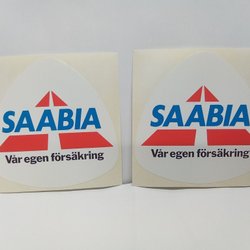 SAABIA
Vår egen försäkring
SAABIA
Vår egen försäkring